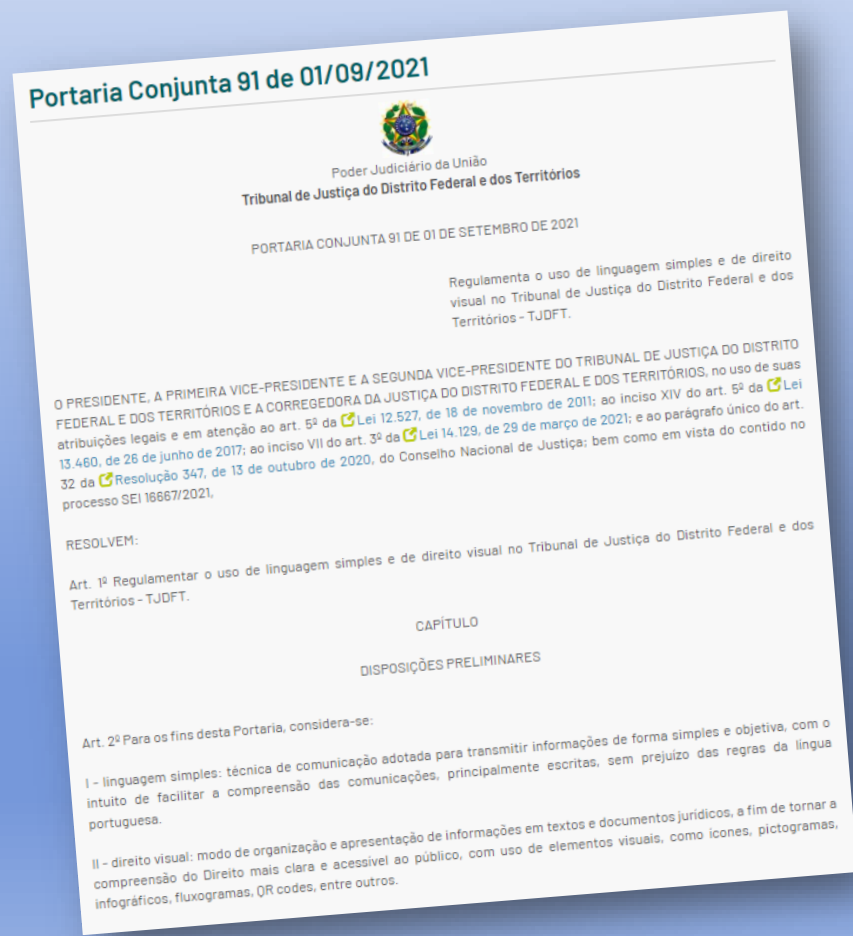 Portaria Conjunta 91 de 01/09/2021
Poder Judiciário da União
Tribunal de Justiça do Distrito Federal e dos Territórios
PORTARIA CONJUNTA 91 DE 01 DE SETEMBRO DE 2021
Regulamenta o uso de linguagem simples e de direito
visual no Tribunal de Justiça do Distrito Federal e dos
Territórios - TJDFT.
O PRESIDENTE, A PRIMEIRA VICE-PRESIDENTE E A SEGUNDA VICE-PRESIDENTE DO TRIBUNAL DE JUSTIÇA DO DISTRITO
FEDERAL E DOS TERRITÓRIOS E A CORREGEDORA DA JUSTIÇA DO DISTRITO FEDERAL E DOS TERRITÓRIOS, no uso de suas
atribuições legais e em atenção ao art. 5º da Lei 12.527, de 18 de novembro de 2011; ao inciso XIV do art. 5º da Lei
13.460, de 26 de junho de 2017; ao inciso VII do art. 3º da Lei 14.129, de 29 de março de 2021; e ao parágrafo único do art.
32 da Resolução 347, de 13 de outubro de 2020, do Conselho Nacional de Justiça; bem como em vista do contido no
processo SEI 16667/2021,
RESOLVEM:
Art. 1º Regulamentar o uso de linguagem simples e de direito visual no Tribunal de Justiça do Distrito Federal e dos
Territórios - TJDFT.
CAPÍTULO
DISPOSIÇÕES PRELIMINARES
Art. 2º Para os fins desta Portaria, considera-se:
I - linguagem simples: técnica de comunicação adotada para transmitir informações de forma simples e objetiva, com o
intuito de facilitar a compreensão das comunicações, principalmente escritas, sem prejuízo das regras da língua
portuguesa.
II - direito visual: modo de organização e apresentação de informações em textos e documentos jurídicos, a fim de tornar a
compreensão do Direito mais clara e acessível ao público, com uso de elementos visuais, como ícones, pictogramas,
infográficos, fluxogramas, QR codes, entre outros.